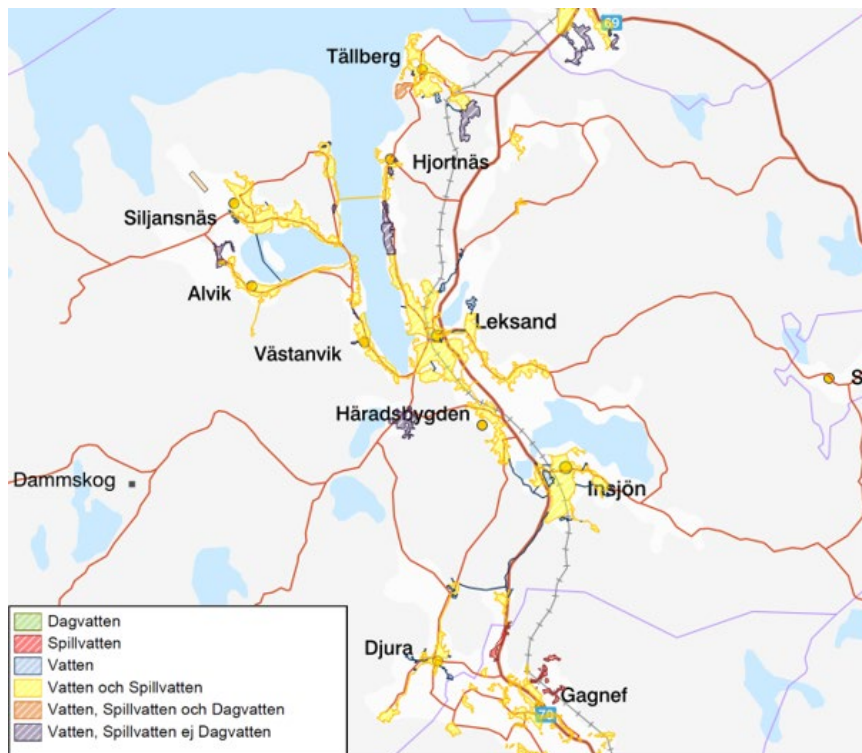 69
Tällberg
Hjortnäs
Siljansnäs
Alvik
Leksand
Västanvik
S
Häradsbygden
Dammskog
Insjön
Djura
Gagnef
70
Dagvatten
Spillvatten
Vatten
Vatten och Spillvatten
Vatten, Spillvatten och Dagvatten
Vatten, Spillvatten ej Dagvatten